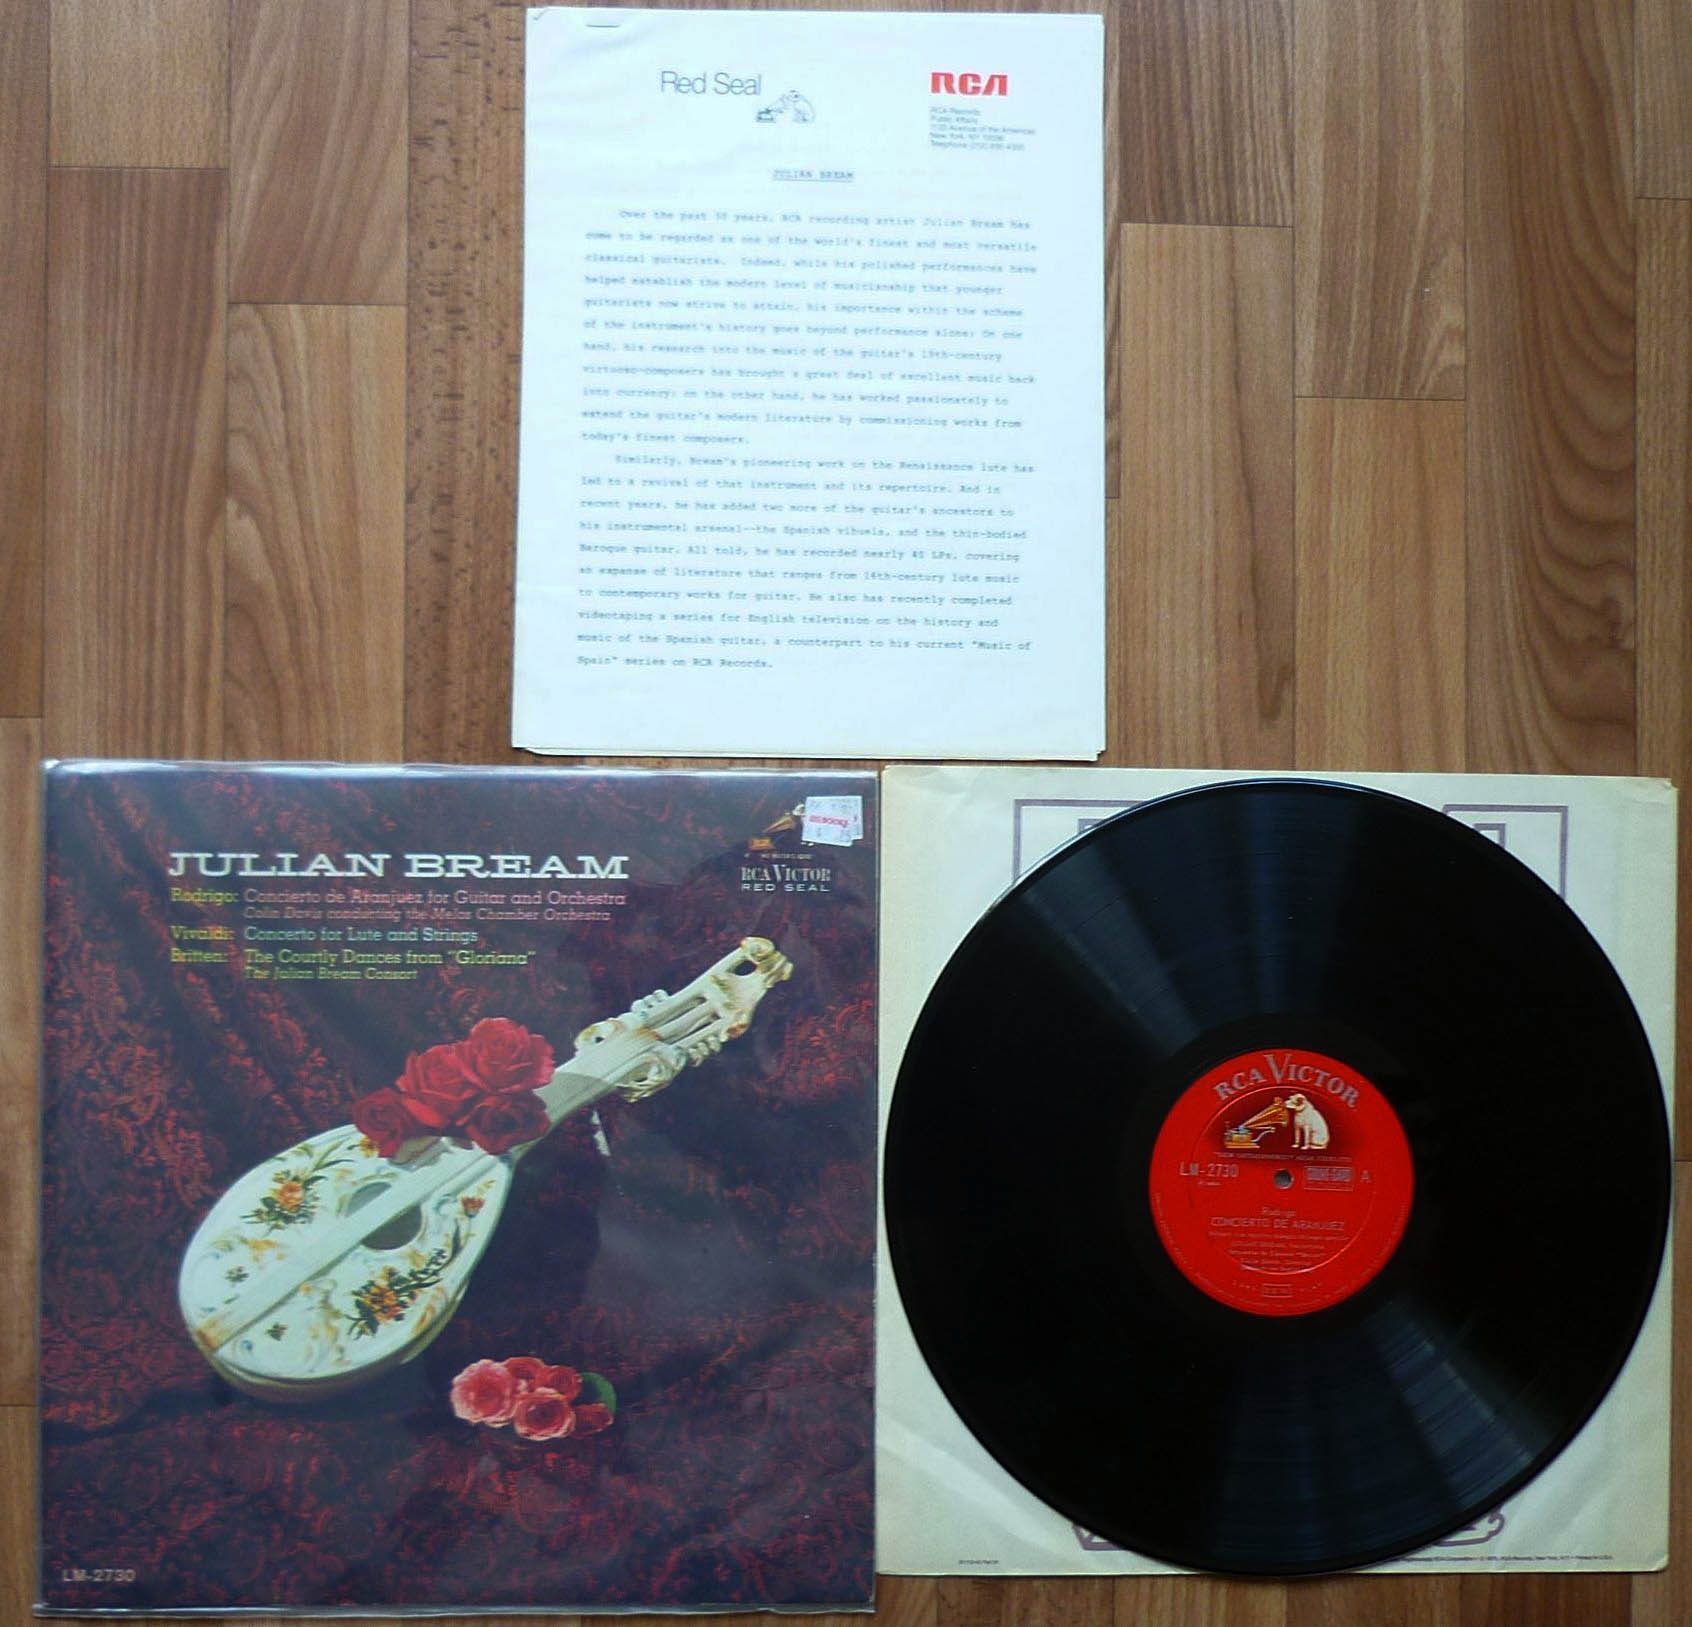 Red Seal
RCA
RCA Records
Public Affairs
1133 Avenue of the Americas
New York, NY 10036
Telephone (212)
JULIAN BREAM
Over the past 30 years, RCA recording artist Julian Bream has
come to be regarded as one of the world's finest and most versatile
classical guitarists. Indeed, while his polished performances have
helped establish the modern level of musicianship that younger
guitarists now strive to attain, his importance within the scheme
of the instrument's history goes beyond performance alone: On one
hand, his research into the music of the guitar's 19th-century
virtuoso-composers has brought a great deal of excellent music back
into currency; on the other hand, he has worked passionately to
extend the guitar's modern literature by commissioning works from
today's finest composers.
Similarly, Bream's pioneering work on the Renaissance lute has
led to a revival of that instrument and its repertoire. And in
recent years, he has added two more of the guitar's ancestors to
his instrumental arsenal--the Spanish vihuela, and the thin-bodied
Baroque guitar. All told, he has recorded nearly 40 LPs, covering
an expanse of literature that ranges from 16th-century lute music
to contemporary works for guitar. He also has recently completed
videotaping a series for English television on the history and
music of the Spanish guitar, a counterpart to his current "Music of
Spain" series on RCA Records.
JULIAN BREAM
Rodrigo: Concierto de Aranjuez for Guitar and Orchestra
Colin Davis conducting the Melos Chamber Orchestra
Vivaldi: Concerto for Lute and Strings
Britten: The Courtly Dances from "Gloriana"
The Julian Bream Consort
RCA VICTOR
RED SEAL
LM-2730
RCA VICTOR
LM-2730
A
Rodrigo
CONCIERTO DE ARANJUEZ